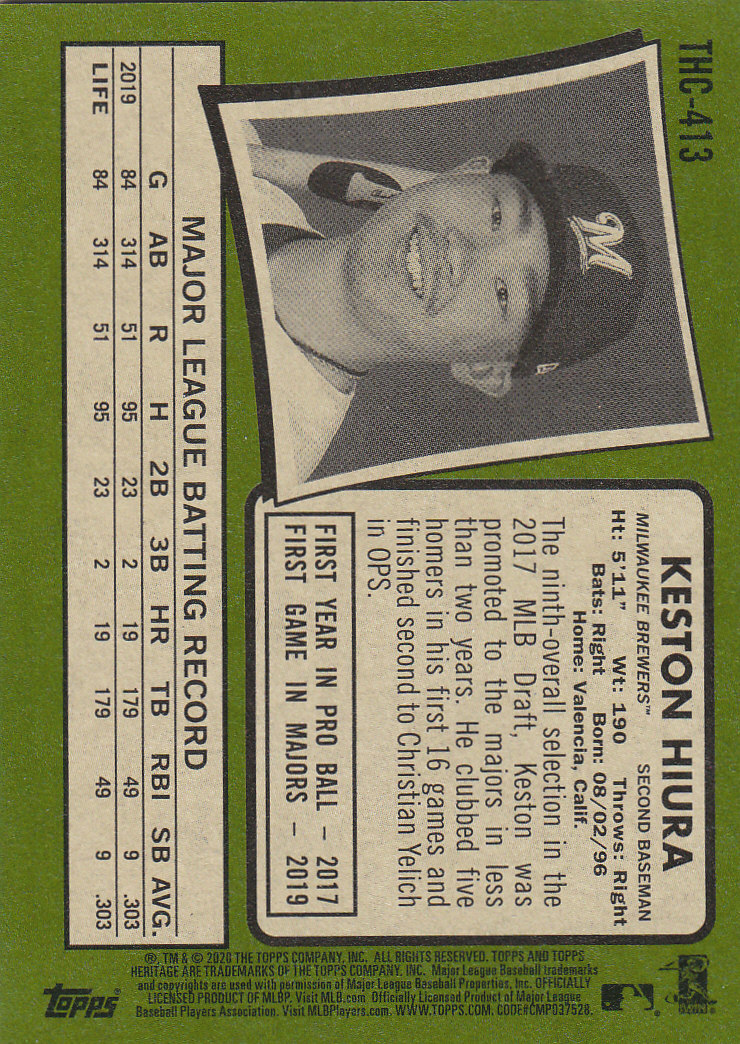 THC-413
M
KESTON HIURA
MILWAUKEE BREWERS™ SECOND BASEMAN
Ht: 5'11" Wt: 190 Throws: Right
Bats: Right Born: 08/02/96
Home: Valencia, Calif.
The ninth-overall selection in the
2017 MLB Draft, Keston was
promoted to the majors in less
than two years. He clubbed five
homers in his first 16 games and
finished second to Christian Yelich
in OPS.
FIRST YEAR IN PRO BALL – 2017
FIRST GAME IN MAJORS – 2019
MAJOR LEAGUE BATTING RECORD
G AB R H 2B 3B HR TB RBI SB AVG.
2019 84 314 51 95 23 2 19 179 49 9 .303
LIFE 84 314 51 95 23 2 19 179 49 9 .303
®, TM & © 2020 THE TOPPS COMPANY, INC. ALL RIGHTS RESERVED. TOPPS AND TOPPS
HERITAGE ARE TRADEMARKS OF THE TOPPS COMPANY, INC. Major League Baseball trademarks
and copyrights are used with permission of Major League Baseball Properties, Inc. OFFICIALLY
LICENSED PRODUCT OF MLBP. Visit MLB.com Officially Licensed Product of Major League
Baseball Players Association. Visit MLBPlayers.com. WWW.TOPPS.COM. CODE#CMP037528.
topps®